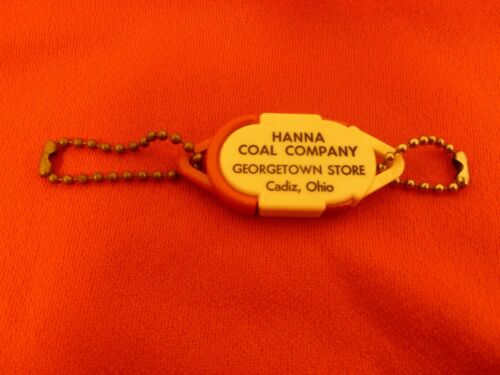 HANNA
COAL COMPANY
GEORGETOWN STORE
Cadiz, Ohio